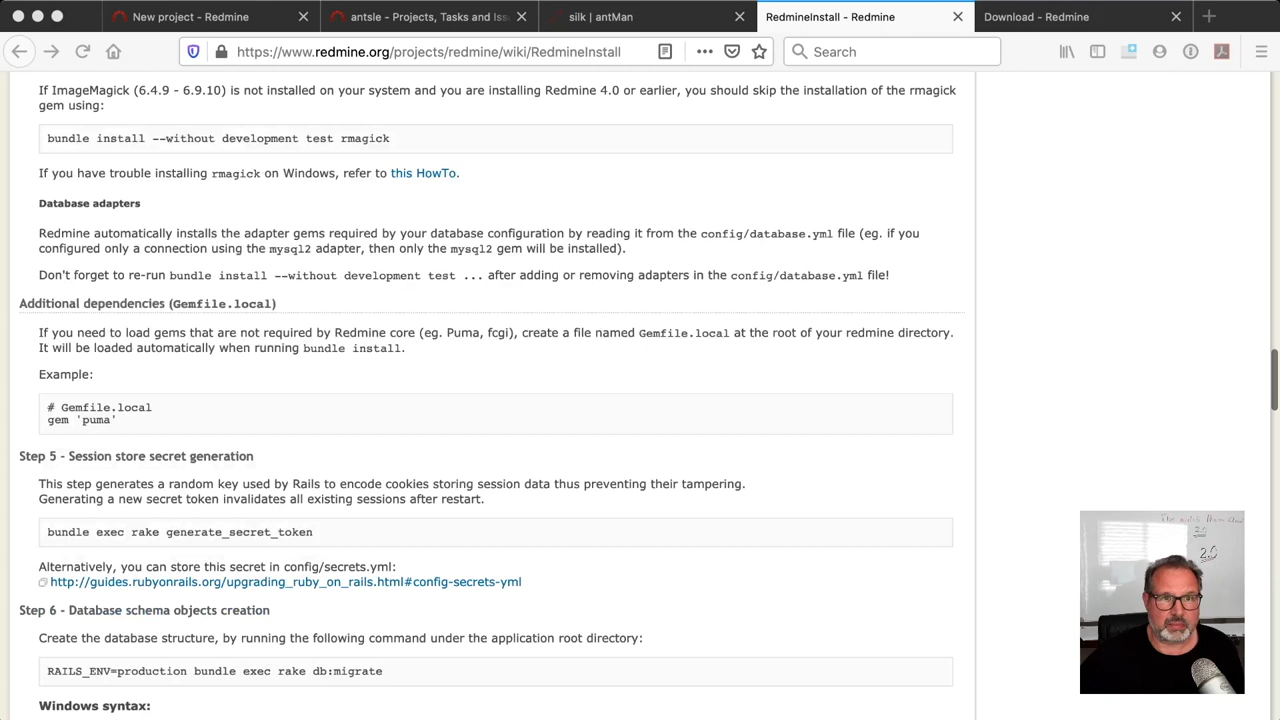 New project - Redmine
antsle - Projects, Tasks and Iss
silk | antMan
RedmineInstall - Redmine
Download - Redmine
https://www.redmine.org/projects/redmine/wiki/RedmineInstall
Search
If ImageMagick (6.4.9 - 6.9.10) is not installed on your system and you are installing Redmine 4.0 or earlier, you should skip the installation of the rmagick
gem using:
bundle install --without development test rmagick
If you have trouble installing rmagick on Windows, refer to this HowTo.
Database adapters
Redmine automatically installs the adapter gems required by your database configuration by reading it from the config/database.yml file (eg. if you
configured only a connection using the mysql2 adapter, then only the mysql2 gem will be installed).
Don't forget to re-run bundle install --without development test ... after adding or removing adapters in the config/database.yml file!
Additional dependencies (Gemfile.local)
If you need to load gems that are not required by Redmine core (eg. Puma, fcgi), create a file named Gemfile.local at the root of your redmine directory.
It will be loaded automatically when running bundle install.
Example:
# Gemfile.local
gem 'puma'
Step 5 - Session store secret generation
This step generates a random key used by Rails to encode cookies storing session data thus preventing their tampering.
Generating a new secret token invalidates all existing sessions after restart.
bundle exec rake generate_secret_token
Alternatively, you can store this secret in config/secrets.yml:
http://guides.rubyonrails.org/upgrading_ruby_on_rails.html#config-secrets-yml
Step 6 - Database schema objects creation
Create the database structure, by running the following command under the application root directory:
RAILS_ENV=production bundle exec rake db:migrate
Windows syntax:
2.0
2.0